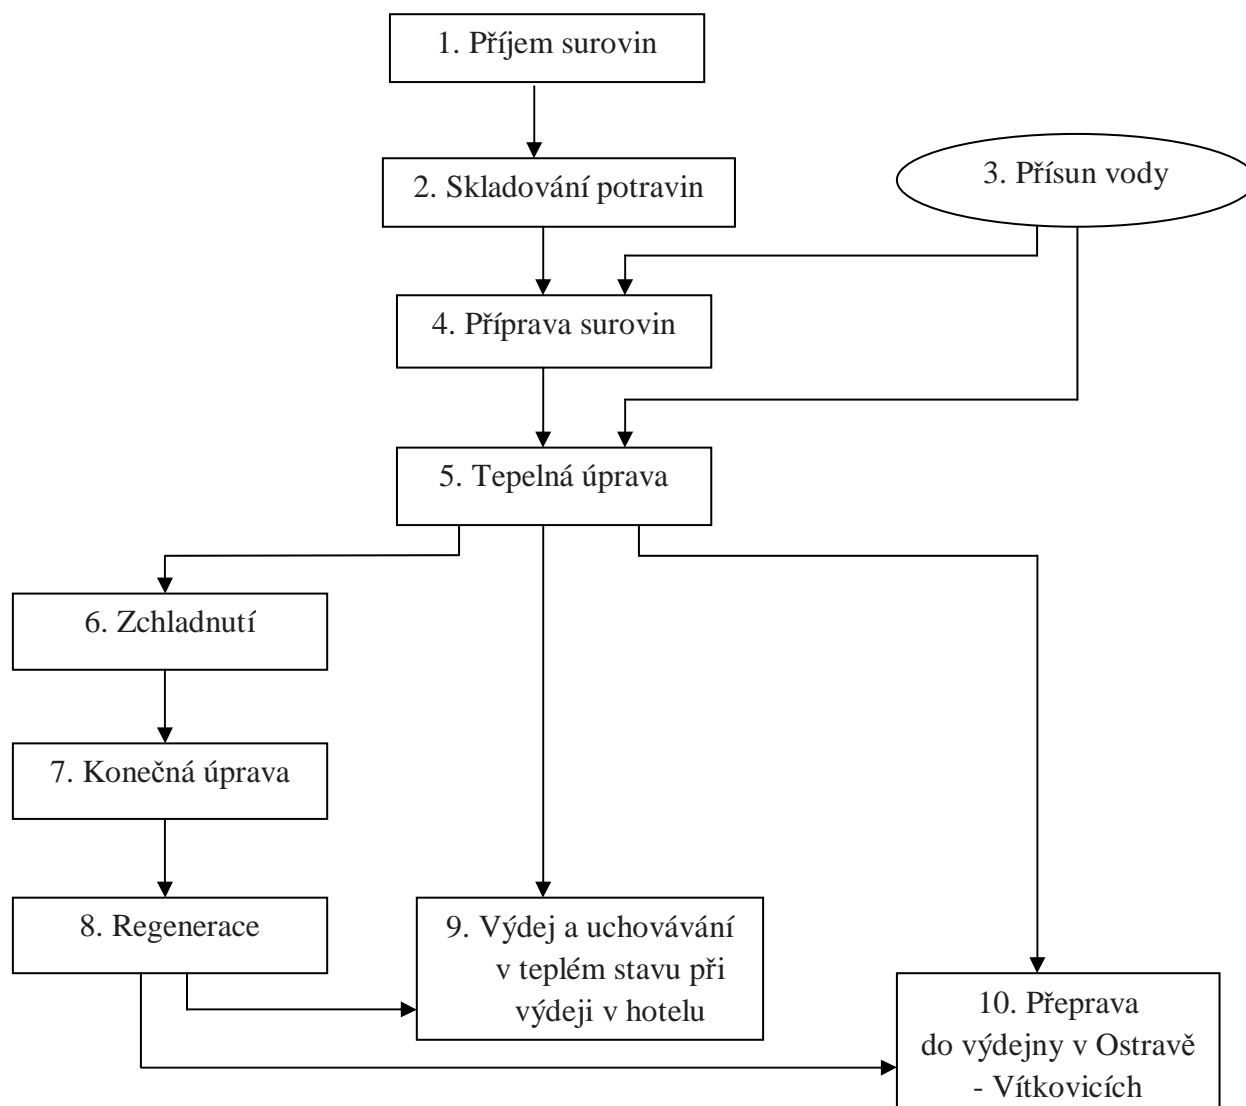 1. Příjem surovin
2. Skladování potravin
3. Přísun vody
4. Příprava surovin
5. Tepelná úprava
6. Zchladnutí
7. Konečná úprava
8. Regenerace
9. Výdej a uchovávání
v teplém stavu při
výdeji v hotelu
10. Přeprava
do výdejny v Ostravě
- Vítkovicích